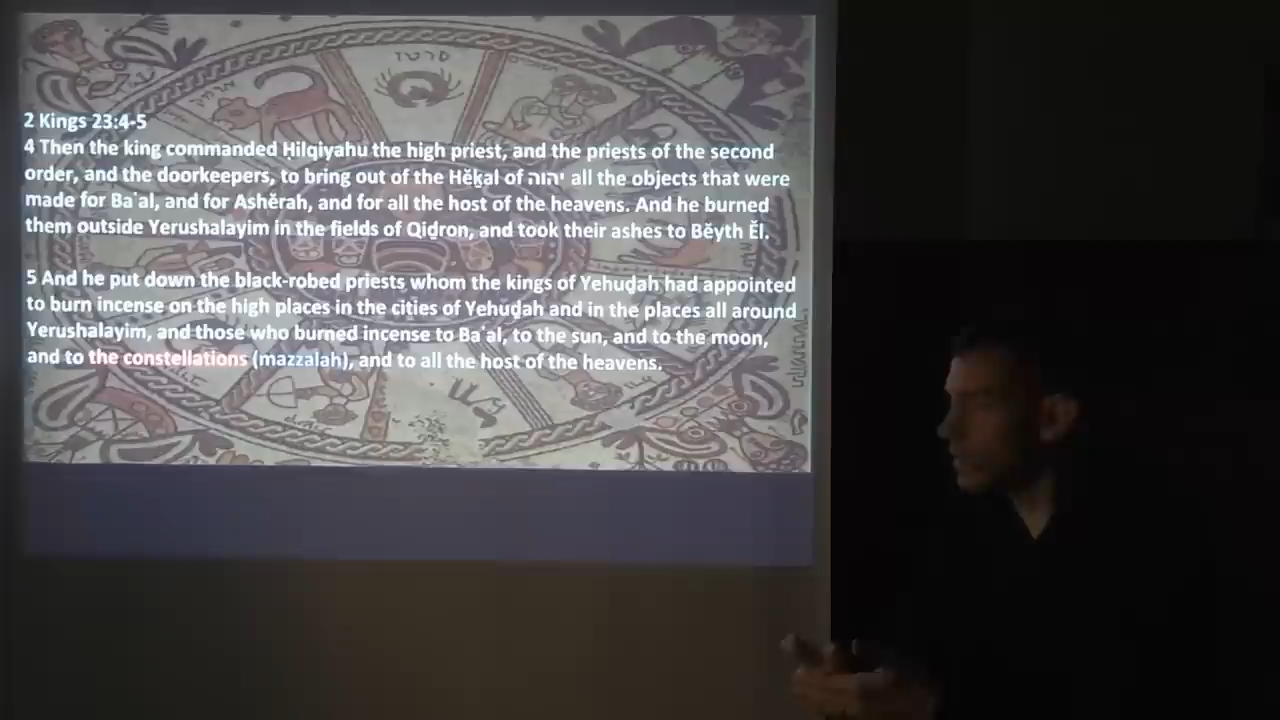 סרטן
אריה
2 Kings 23:4-5
4 Then the king commanded Ḥilqiyahu the high priest, and the priests of the second
order, and the doorkeepers, to bring out of the Hěḵal of יהוה all the objects that were
made for Baʽal, and for Ashěrah, and for all the host of the heavens. And he burned
them outside Yerushalayim in the fields of Qiḏron, and took their ashes to Běyth Ěl.
5 And he put down the black-robed priests whom the kings of Yehuḏah had appointed
to burn incense on the high places in the cities of Yehuḏah and in the places all around
Yerushalayim, and those who burned incense to Baʽal, to the sun, and to the moon,
and to the constellations (mazzalah), and to all the host of the heavens.